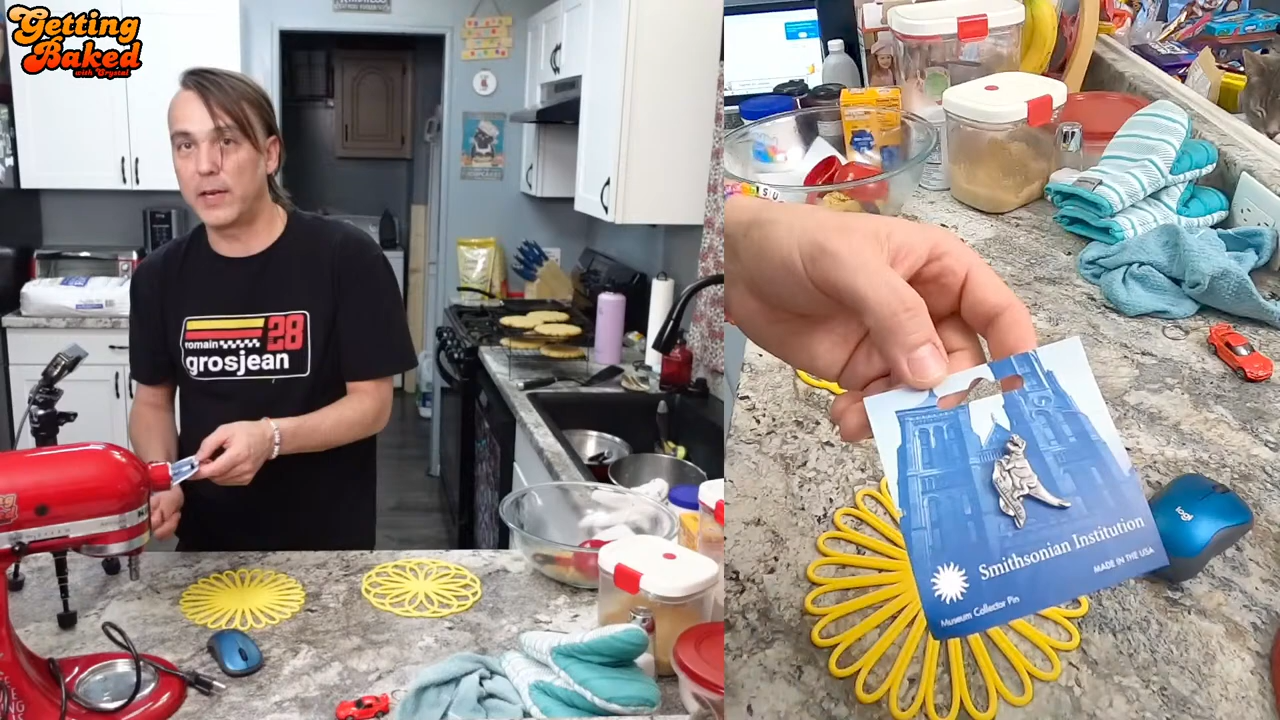 Getting
Baked
with Crystal
romain
28
grosjean
Smithsonian Institution
MADE IN THE USA
Museum Collector Pin
logi
S U